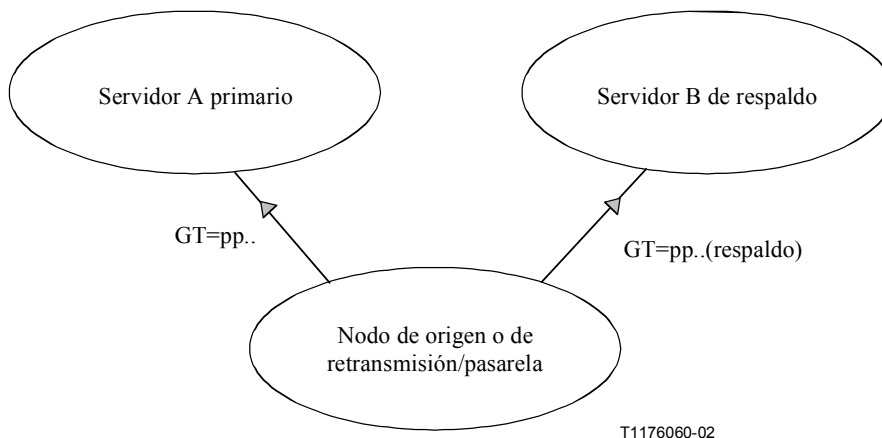 Servidor A primario
Servidor B de respaldo
GT=pp..
GT=pp..(respaldo)
Nodo de origen o de
retransmisión/pasarela
T1176060-02